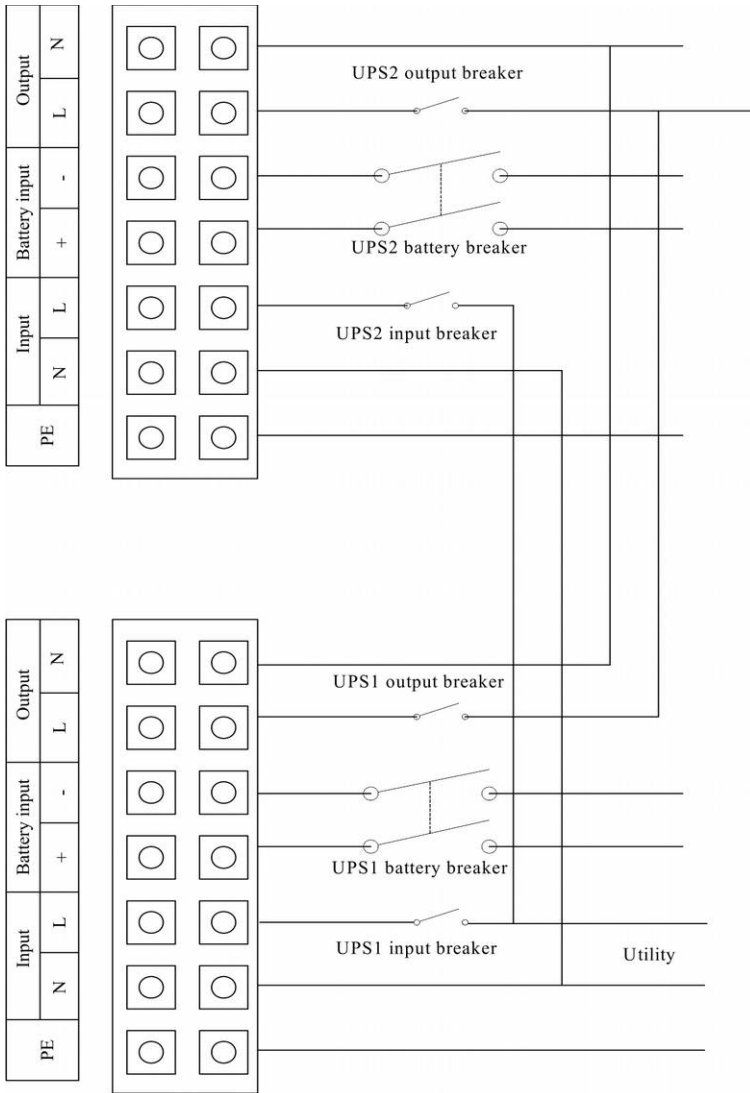 Output
N
L
Battery input
-
+
Input
L
N
PE
UPS2 output breaker
UPS2 battery breaker
UPS2 input breaker
Output
N
L
Battery input
-
+
Input
L
N
PE
UPS1 output breaker
UPS1 battery breaker
UPS1 input breaker
Utility